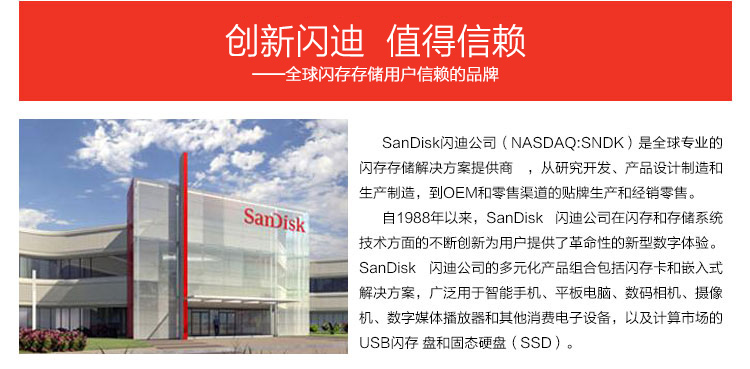 创新闪迪 值得信赖
——全球闪存存储用户信赖的品牌
SanDisk
SanDisk闪迪公司（NASDAQ:SNDK）是全球专业的
闪存存储解决方案提供商 ，从研究开发、产品设计制造和
生产制造，到OEM和零售渠道的贴牌生产和经销零售。
自1988年以来，SanDisk 闪迪公司在闪存和存储系统
技术方面的不断创新为用户提供了革命性的新型数字体验。
SanDisk 闪迪公司的多元化产品组合包括闪存卡和嵌入式
解决方案，广泛用于智能手机、平板电脑、数码相机、摄像
机、数字媒体播放器和其他消费电子设备，以及计算市场的
USB闪存 盘和固态硬盘（SSD）。